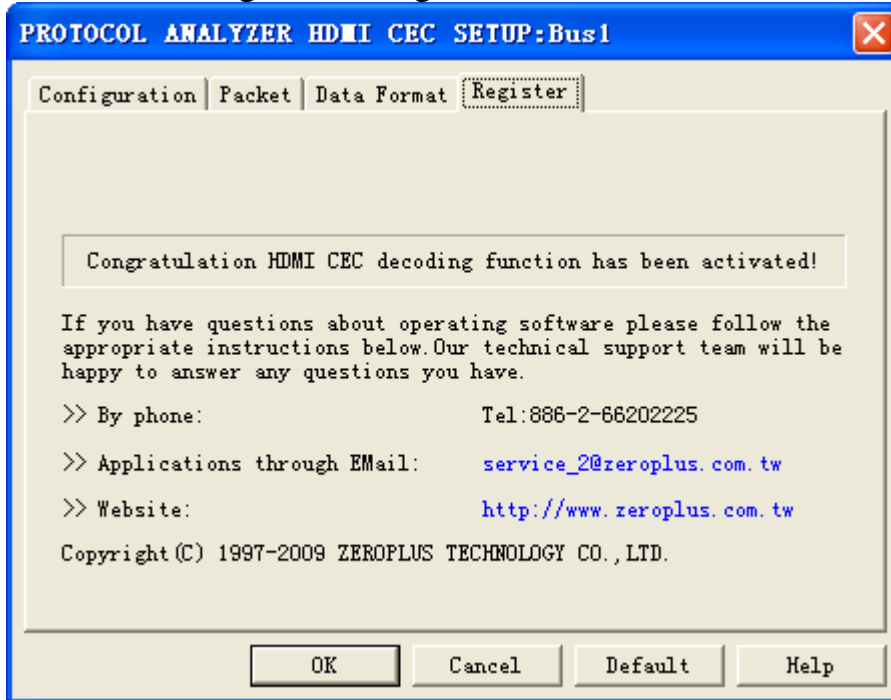 PROTOCOL ANALYZER HDMI CEC SETUP:Bus1
Configuration Packet Data Format Register
Congratulation HDMI CEC decoding function has been activated!
If you have questions about operating software please follow the
appropriate instructions below.Our technical support team will be
happy to answer any questions you have.
>> By phone: Tel:886-2-66202225
>> Applications through EMail: service_2@zeroplus.com.tw
>> Website: http://www.zeroplus.com.tw
Copyright(C) 1997-2009 ZEROPLUS TECHNOLOGY CO.,LTD.
OK Cancel Default Help